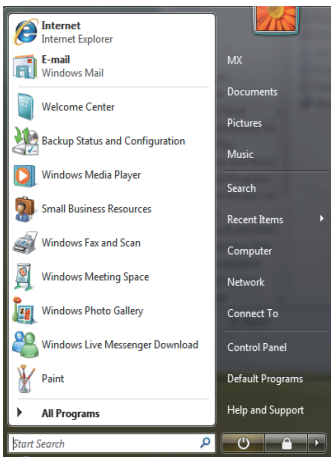 Internet
Internet Explorer
E-mail
Windows Mail
Welcome Center
Backup Status and Configuration
Windows Media Player
Small Business Resources
Windows Fax and Scan
Windows Meeting Space
Windows Photo Gallery
Windows Live Messenger Download
Paint
All Programs
Start Search
MX
Documents
Pictures
Music
Search
Recent Items
Computer
Network
Connect To
Control Panel
Default Programs
Help and Support